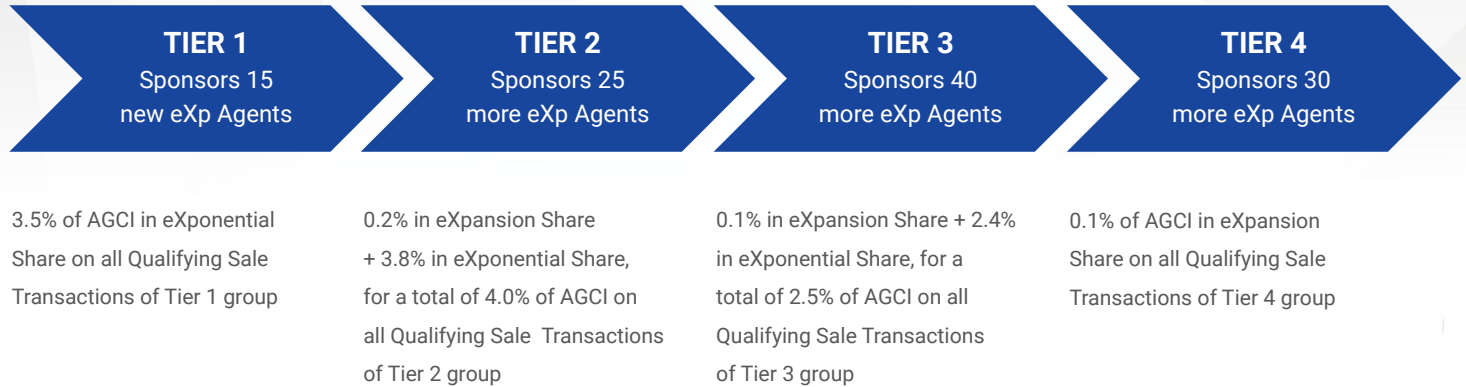 TIER 1
Sponsors 15
new eXp Agents
TIER 2
Sponsors 25
more eXp Agents
TIER 3
Sponsors 40
more eXp Agents
TIER 4
Sponsors 30
more eXp Agents
3.5% of AGCI in eXponential
Share on all Qualifying Sale
Transactions of Tier 1 group
0.2% in eXpansion Share
+ 3.8% in eXponential Share,
for a total of 4.0% of AGCI on
all Qualifying Sale Transactions
of Tier 2 group
0.1% in eXpansion Share + 2.4%
in eXponential Share, for a
total of 2.5% of AGCI on all
Qualifying Sale Transactions
of Tier 3 group
0.1% of AGCI in eXpansion
Share on all Qualifying Sale
Transactions of Tier 4 group